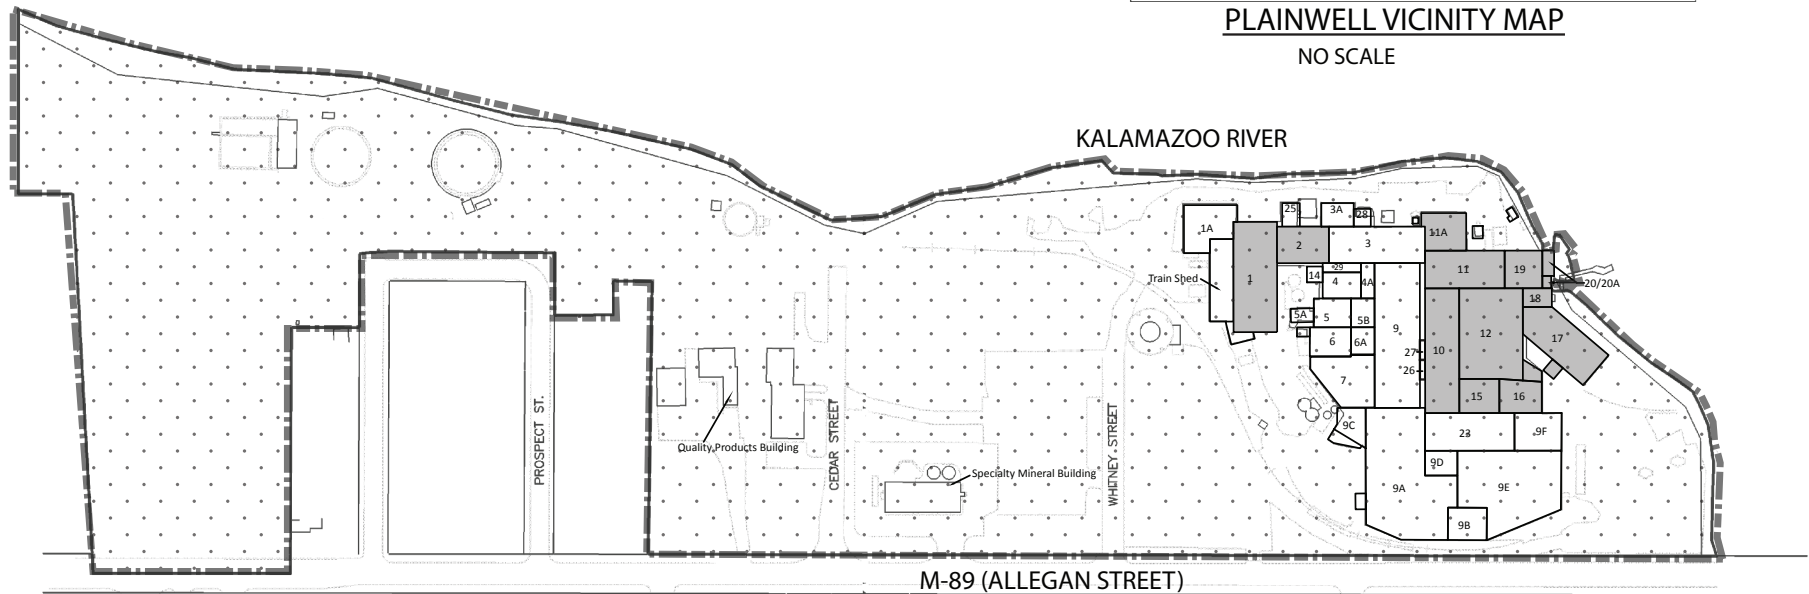 PLAINWELL VICINITY MAP
NO SCALE
KALAMAZOO RIVER
25
3A
28
1A
11A
2
3
Train Shed
1
14
29
4
4A
11
19
20/20A
18
5A
5
5B
9
12
17
6
6A
27
10
26
7
15
16
9C
23
9F
Quality Products Building
PROSPECT ST.
CEDAR STREET
WHITNEY STREET
Specialty Mineral Building
9D
9A
9E
9B
M-89 (ALLEGAN STREET)